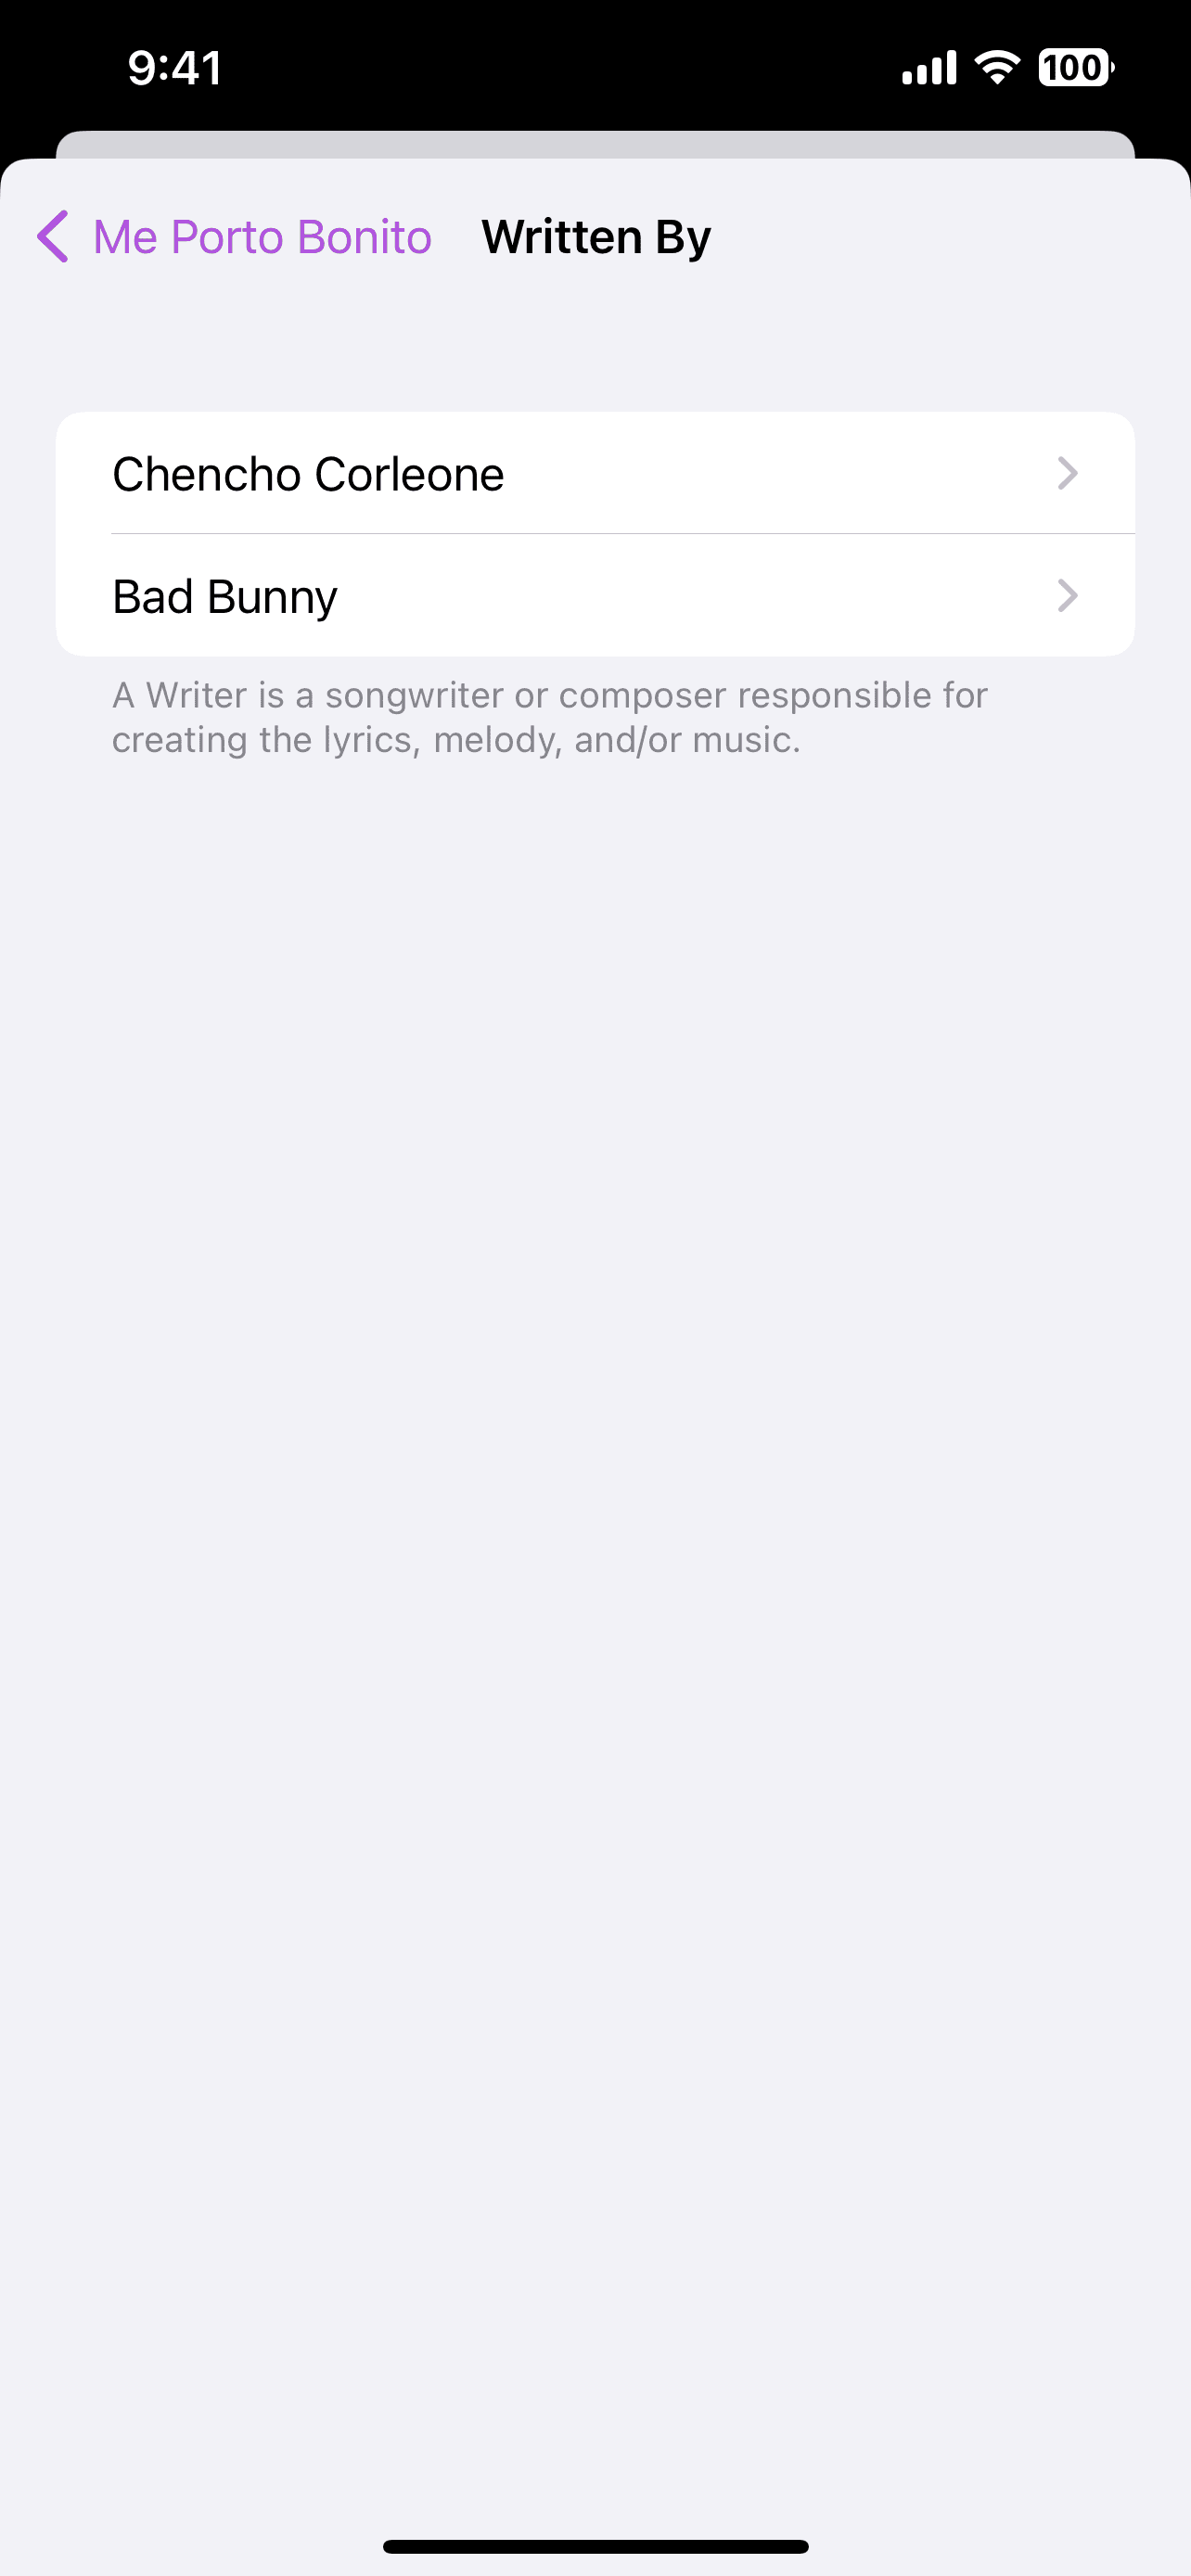 9:41
100
Me Porto Bonito
Written By
Chencho Corleone
Bad Bunny
A Writer is a songwriter or composer responsible for
creating the lyrics, melody, and/or music.